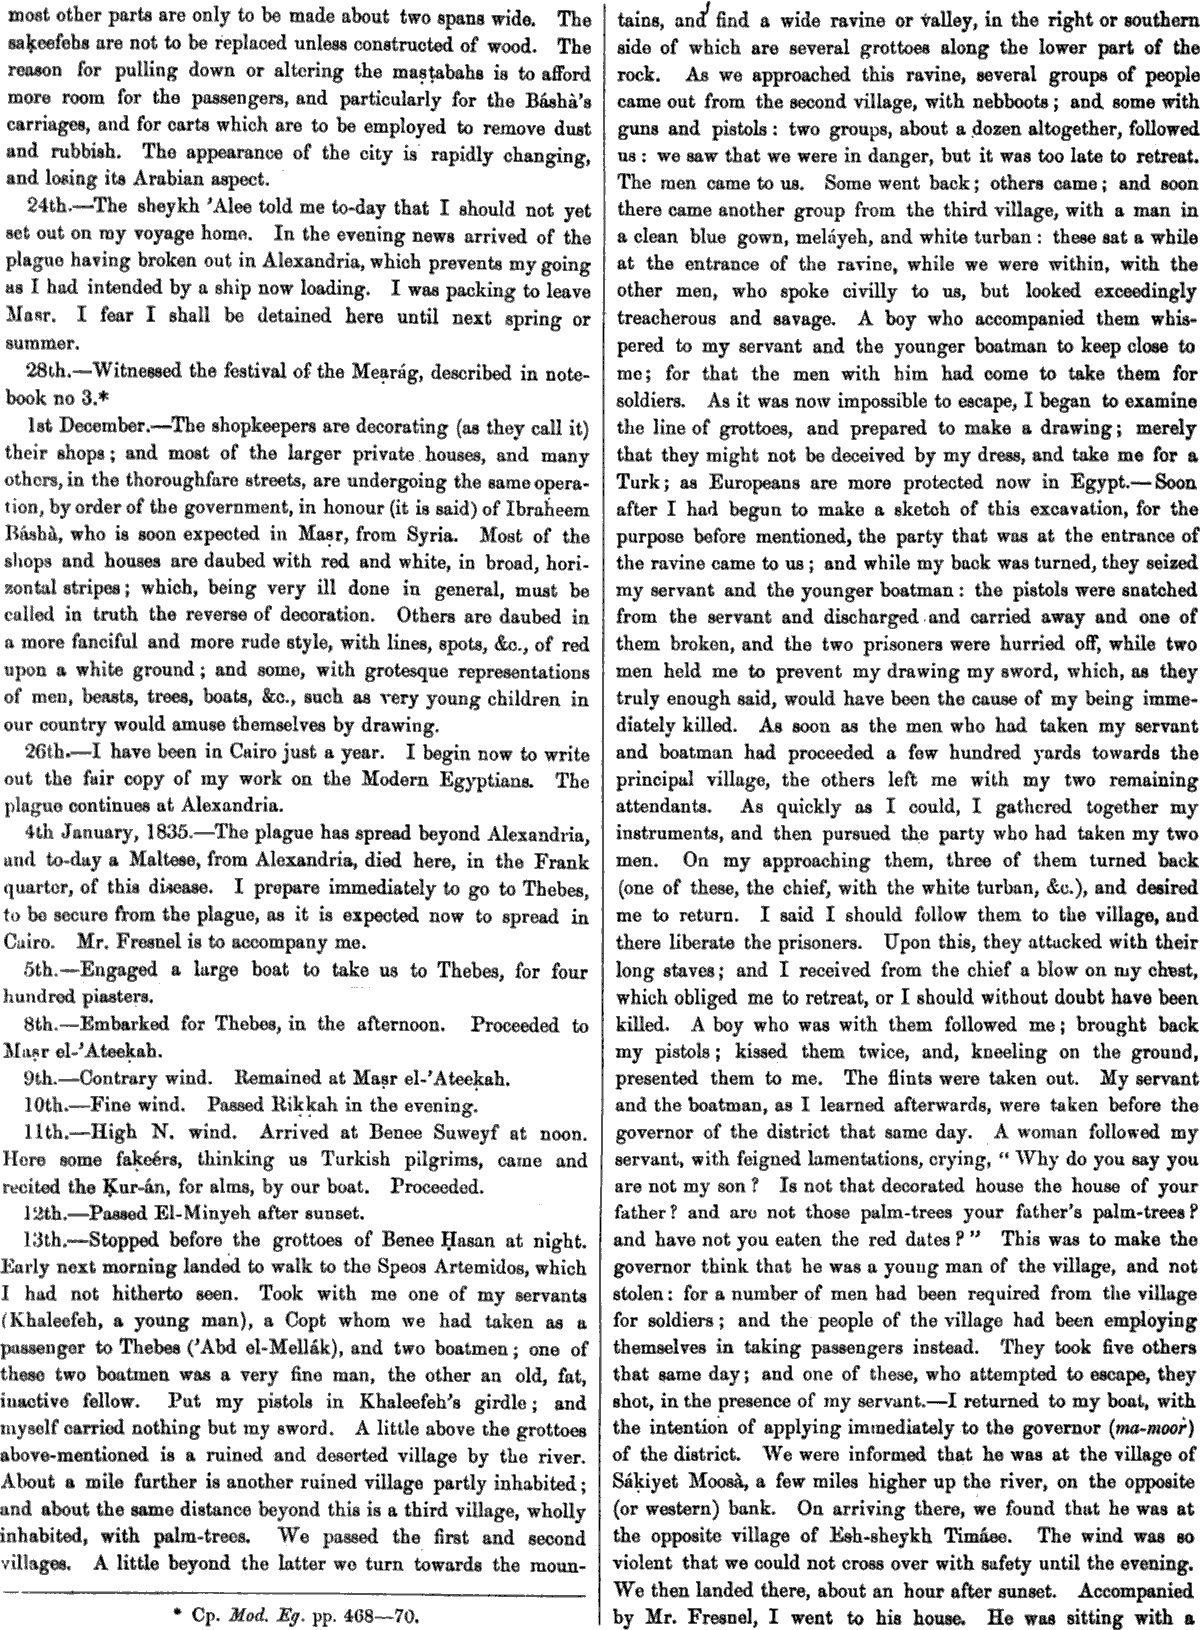 most other parts are only to be made about two spans wide. The
saḳeefehs are not to be replaced unless constructed of wood. The
reason for pulling down or altering the maṣṭabahs is to afford
more room for the passengers, and particularly for the Báshà's
carriages, and for carts which are to be employed to remove dust
and rubbish. The appearance of the city is rapidly changing,
and losing its Arabian aspect.
24th.—The sheykh 'Alee told me to-day that I should not yet
set out on my voyage home. In the evening news arrived of the
plague having broken out in Alexandria, which prevents my going
as I had intended by a ship now loading. I was packing to leave
Masr. I fear I shall be detained here until next spring or
summer.
28th.—Witnessed the festival of the Meạrág, described in note-
book no 3.*
1st December.—The shopkeepers are decorating (as they call it)
their shops; and most of the larger private houses, and many
others, in the thoroughfare streets, are undergoing the same opera-
tion, by order of the government, in honour (it is said) of Ibraheem
Báshà, who is soon expected in Maṣr, from Syria. Most of the
shops and houses are daubed with red and white, in broad, hori-
zontal stripes; which, being very ill done in general, must be
called in truth the reverse of decoration. Others are daubed in
a more fanciful and more rude style, with lines, spots, &c., of red
upon a white ground; and some, with grotesque representations
of men, beasts, trees, boats, &c., such as very young children in
our country would amuse themselves by drawing.
26th.—I have been in Cairo just a year. I begin now to write
out the fair copy of my work on the Modern Egyptians. The
plague continues at Alexandria.
4th January, 1835.—The plague has spread beyond Alexandria,
and to-day a Maltese, from Alexandria, died here, in the Frank
quarter, of this disease. I prepare immediately to go to Thebes,
to be secure from the plague, as it is expected now to spread in
Cairo. Mr. Fresnel is to accompany me.
5th.—Engaged a large boat to take us to Thebes, for four
hundred piasters.
8th.—Embarked for Thebes, in the afternoon. Proceeded to
Maṣr el-'Ateeḳah.
9th.—Contrary wind. Remained at Maṣr el-'Ateeḳah.
10th.—Fine wind. Passed Riḳḳah in the evening.
11th.—High N. wind. Arrived at Benee Suweyf at noon.
Here some faḳeérs, thinking us Turkish pilgrims, came and
recited the Ḳur-án, for alms, by our boat. Proceeded.
12th.—Passed El-Minyeh after sunset.
13th.—Stopped before the grottoes of Benee Ḥasan at night.
Early next morning landed to walk to the Speos Artemidos, which
I had not hitherto seen. Took with me one of my servants
(Khaleefeh, a young man), a Copt whom we had taken as a
passenger to Thebes ('Abd el-Mellák), and two boatmen; one of
these two boatmen was a very fine man, the other an old, fat,
inactive fellow. Put my pistols in Khaleefeh's girdle; and
myself carried nothing but my sword. A little above the grottoes
above-mentioned is a ruined and deserted village by the river.
About a mile further is another ruined village partly inhabited;
and about the same distance beyond this is a third village, wholly
inhabited, with palm-trees. We passed the first and second
villages. A little beyond the latter we turn towards the moun-
* Cp. Mod. Eg. pp. 468—70.
tains, and find a wide ravine or valley, in the right or southern
side of which are several grottoes along the lower part of the
rock. As we approached this ravine, several groups of people
came out from the second village, with nebboots; and some with
guns and pistols: two groups, about a dozen altogether, followed
us: we saw that we were in danger, but it was too late to retreat.
The men came to us. Some went back; others came; and soon
there came another group from the third village, with a man in
a clean blue gown, meláyeh, and white turban: these sat a while
at the entrance of the ravine, while we were within, with the
other men, who spoke civilly to us, but looked exceedingly
treacherous and savage. A boy who accompanied them whis-
pered to my servant and the younger boatman to keep close to
me; for that the men with him had come to take them for
soldiers. As it was now impossible to escape, I began to examine
the line of grottoes, and prepared to make a drawing; merely
that they might not be deceived by my dress, and take me for a
Turk; as Europeans are more protected now in Egypt.—Soon
after I had begun to make a sketch of this excavation, for the
purpose before mentioned, the party that was at the entrance of
the ravine came to us; and while my back was turned, they seized
my servant and the younger boatman: the pistols were snatched
from the servant and discharged and carried away and one of
them broken, and the two prisoners were hurried off, while two
men held me to prevent my drawing my sword, which, as they
truly enough said, would have been the cause of my being imme-
diately killed. As soon as the men who had taken my servant
and boatman had proceeded a few hundred yards towards the
principal village, the others left me with my two remaining
attendants. As quickly as I could, I gathered together my
instruments, and then pursued the party who had taken my two
men. On my approaching them, three of them turned back
(one of these, the chief, with the white turban, &c.), and desired
me to return. I said I should follow them to the village, and
there liberate the prisoners. Upon this, they attacked with their
long staves; and I received from the chief a blow on my chest,
which obliged me to retreat, or I should without doubt have been
killed. A boy who was with them followed me; brought back
my pistols; kissed them twice, and, kneeling on the ground,
presented them to me. The flints were taken out. My servant
and the boatman, as I learned afterwards, were taken before the
governor of the district that same day. A woman followed my
servant, with feigned lamentations, crying, "Why do you say you
are not my son? Is not that decorated house the house of your
father? and are not those palm-trees your father's palm-trees?
and have not you eaten the red dates?" This was to make the
governor think that he was a young man of the village, and not
stolen: for a number of men had been required from the village
for soldiers; and the people of the village had been employing
themselves in taking passengers instead. They took five others
that same day; and one of these, who attempted to escape, they
shot, in the presence of my servant.—I returned to my boat, with
the intention of applying immediately to the governor (ma-moor)
of the district. We were informed that he was at the village of
Sáḳiyet Moosà, a few miles higher up the river, on the opposite
(or western) bank. On arriving there, we found that he was at
the opposite village of Esh-sheykh Timáee. The wind was so
violent that we could not cross over with safety until the evening.
We then landed there, about an hour after sunset. Accompanied
by Mr. Fresnel, I went to his house. He was sitting with a